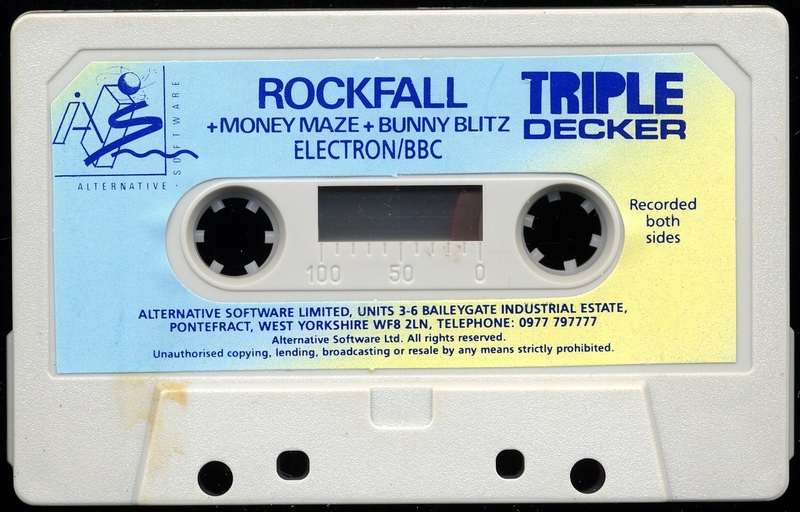 ROCKFALL
+MONEY MAZE + BUNNY BLITZ
ELECTRON/BBC
TRIPLE
DECKER
ALTERNATIVE · SOFTWARE
Recorded
both
sides
100 50 0
ALTERNATIVE SOFTWARE LIMITED, UNITS 3-6 BAILEYGATE INDUSTRIAL ESTATE,
PONTEFRACT, WEST YORKSHIRE WF8 2LN, TELEPHONE: 0977 797777
Alternative Software Ltd. All rights reserved.
Unauthorised copying, lending, broadcasting or resale by any means strictly prohibited.